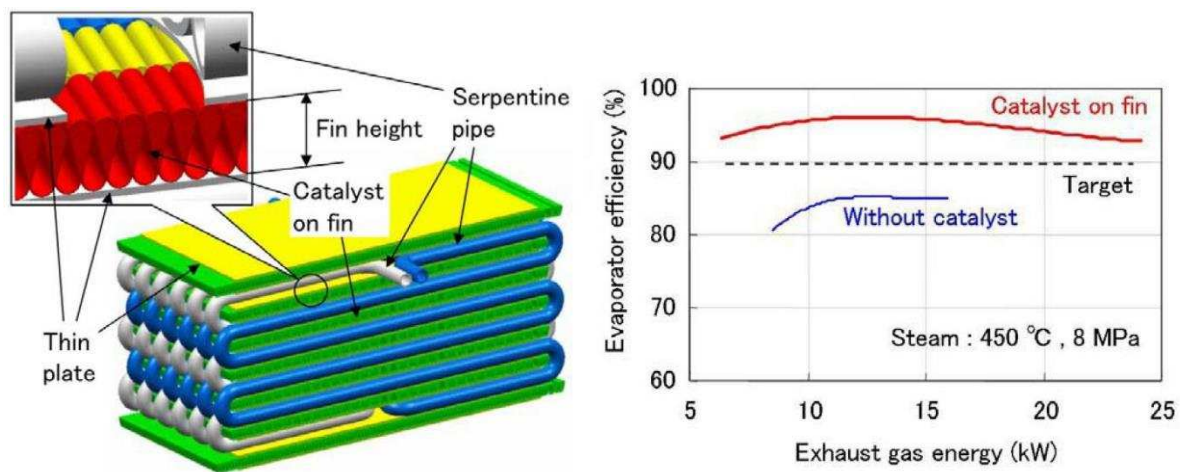 Serpentine
pipe
Fin height
Catalyst
on fin
Thin
plate
Evaporator efficiency (%)
100
90
80
70
60
Catalyst on fin
Target
Without catalyst
Steam : 450 ℃ , 8 MPa
5
10
15
20
25
Exhaust gas energy (kW)